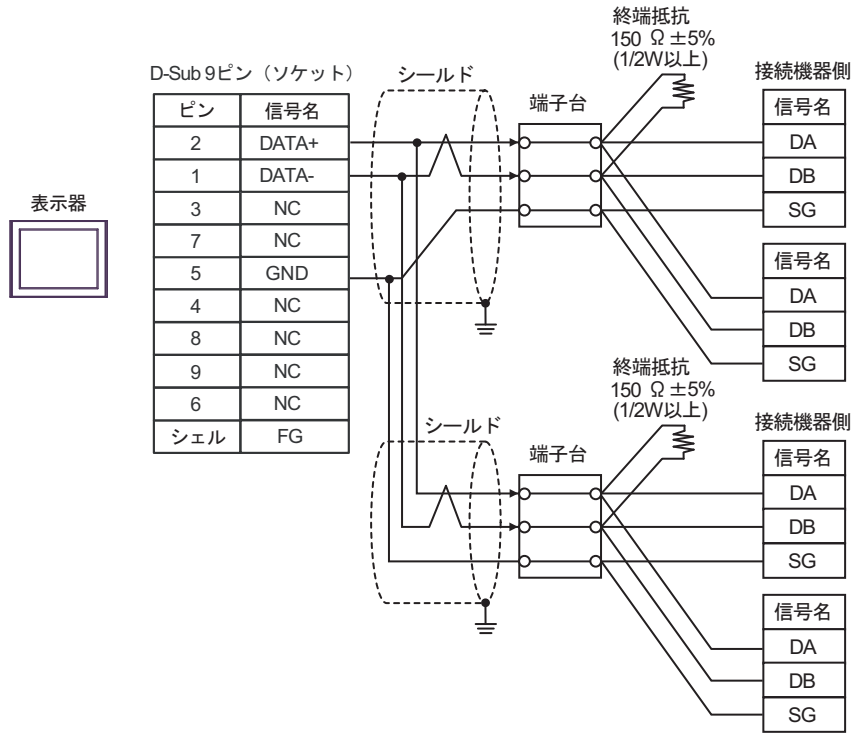 終端抵抗
150 Ω ±5%
(1/2W以上)
D-Sub 9ピン（ソケット）
シールド
接続機器側
端子台
ピン 信号名
2 DATA+
1 DATA-
3 NC
7 NC
5 GND
4 NC
8 NC
9 NC
6 NC
シェル FG
表示器
信号名
DA
DB
SG
信号名
DA
DB
SG
終端抵抗
150 Ω ±5%
(1/2W以上)
シールド
接続機器側
端子台
信号名
DA
DB
SG
信号名
DA
DB
SG